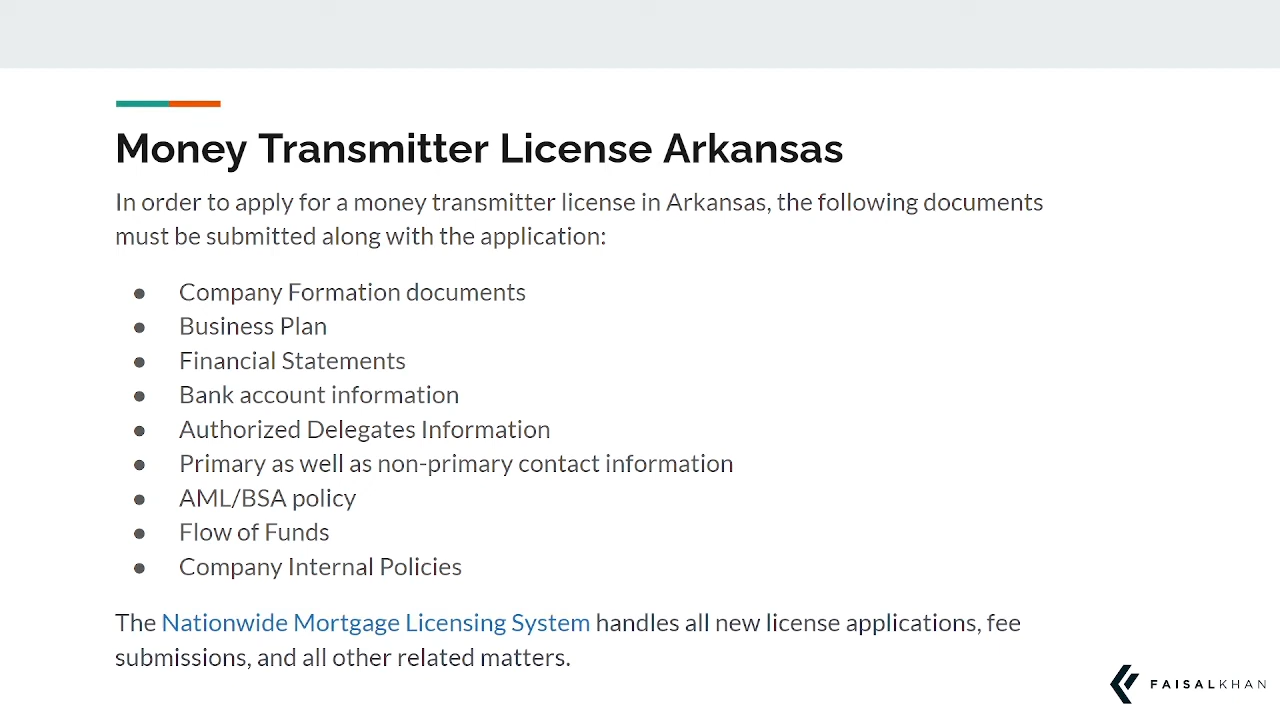 Money Transmitter License Arkansas
In order to apply for a money transmitter license in Arkansas, the following documents
must be submitted along with the application:
● Company Formation documents
● Business Plan
● Financial Statements
● Bank account information
● Authorized Delegates Information
● Primary as well as non-primary contact information
● AML/BSA policy
● Flow of Funds
● Company Internal Policies
The Nationwide Mortgage Licensing System handles all new license applications, fee
submissions, and all other related matters.
FAISALKHAN